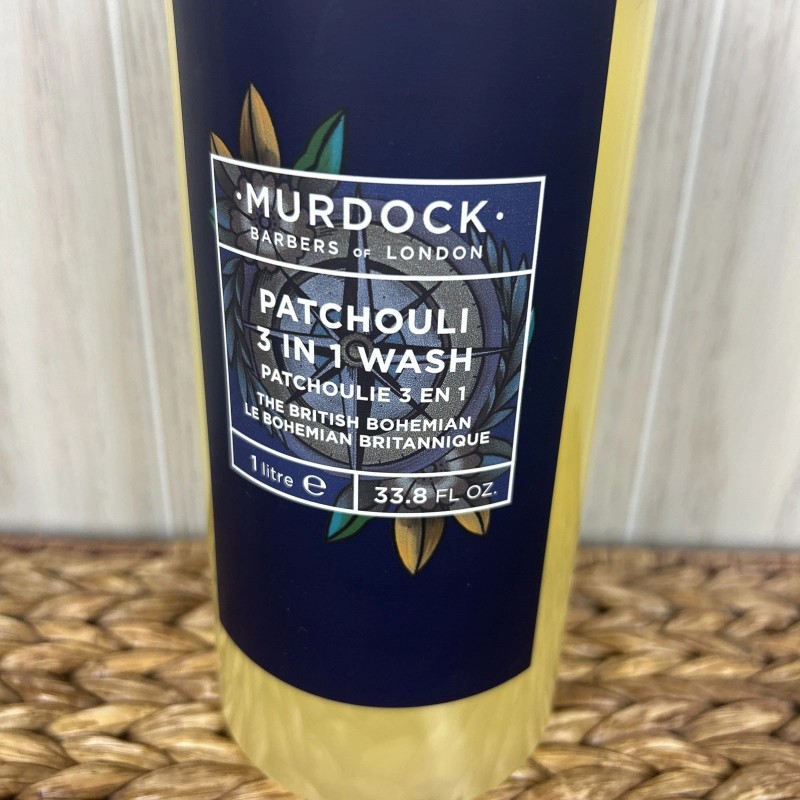 ·MURDOCK·
BARBERS OF LONDON
PATCHOULI
3 IN 1 WASH
PATCHOULIE 3 EN 1
THE BRITISH BOHEMIAN
LE BOHEMIAN BRITANNIQUE
1 litre ℮
33.8 FL OZ.